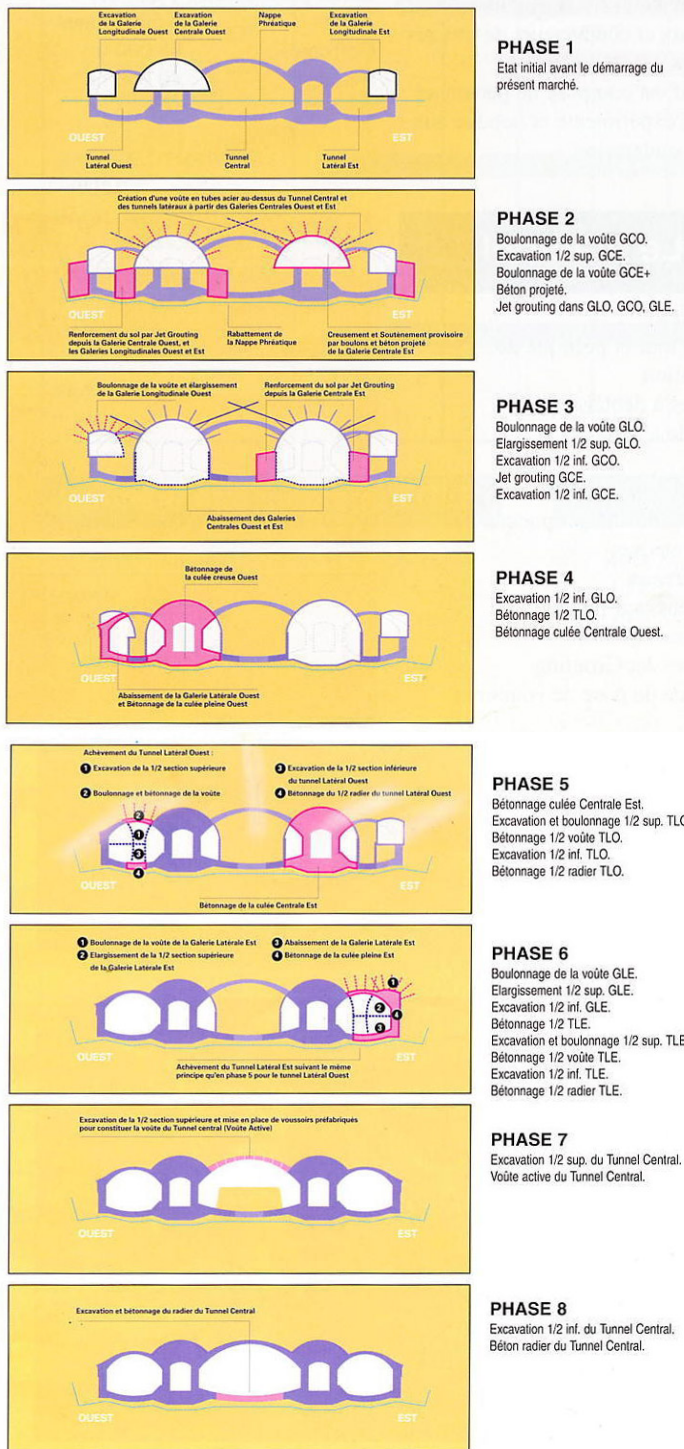 Excavation
de la Galerie
Longitudinale Ouest
Excavation
de la Galerie
Centrale Ouest
Nappe
Phréatique
Excavation
de la Galerie
Longitudinale Est
OUEST
EST
Tunnel
Latéral Ouest
Tunnel
Central
Tunnel
Latéral Est
PHASE 1
Etat initial avant le démarrage du
présent marché.
Création d'une voûte en tubes acier au-dessus du Tunnel Central et
des tunnels latéraux à partir des Galeries Centrales Ouest et Est
OUEST
EST
Renforcement du sol par Jet Grouting
depuis la Galerie Centrale Ouest, et
les Galeries Longitudinales Ouest et Est
Rabattement de
la Nappe Phréatique
Creusement et Soutènement provisoire
par boulons et béton projeté
de la Galerie Centrale Est
PHASE 2
Boulonnage de la voûte GCO.
Excavation 1/2 sup. GCE.
Boulonnage de la voûte GCE+
Béton projeté.
Jet grouting dans GLO, GCO, GLE.
Boulonnage de la voûte et élargissement
de la Galerie Longitudinale Ouest
Renforcement du sol par Jet Grouting
depuis la Galerie Centrale Est
OUEST
EST
Abaissement des Galeries
Centrales Ouest et Est
PHASE 3
Boulonnage de la voûte GLO.
Elargissement 1/2 sup. GLO.
Excavation 1/2 inf. GCO.
Jet grouting GCE.
Excavation 1/2 inf. GCE.
Bétonnage de
la culée creuse Ouest
OUEST
EST
Abaissement de la Galerie Latérale Ouest
et Bétonnage de la culée pleine Ouest
PHASE 4
Excavation 1/2 inf. GLO.
Bétonnage 1/2 TLO.
Bétonnage culée Centrale Ouest.
Achèvement du Tunnel Latéral Ouest :
1 Excavation de la 1/2 section supérieure
2 Boulonnage et bétonnage de la voûte
3 Excavation de la 1/2 section inférieure
du tunnel Latéral Ouest
4 Bétonnage du 1/2 radier du tunnel Latéral Ouest
2
1
3
4
OUEST
EST
Bétonnage de la culée Centrale Est
PHASE 5
Bétonnage culée Centrale Est.
Excavation et boulonnage 1/2 sup. TLO
Bétonnage 1/2 voûte TLO.
Excavation 1/2 inf. TLO.
Bétonnage 1/2 radier TLO.
1 Boulonnage de la voûte de la Galerie Latérale Est
2 Elargissement de la 1/2 section supérieure
de la Galerie Latérale Est
3 Abaissement de la Galerie Latérale Est
4 Bétonnage de la culée pleine Est
1
2
4
3
OUEST
EST
Achèvement du Tunnel Latéral Est suivant le même
principe qu'en phase 5 pour le tunnel Latéral Ouest
PHASE 6
Boulonnage de la voûte GLE.
Elargissement 1/2 sup. GLE.
Excavation 1/2 inf. GLE.
Bétonnage 1/2 TLE.
Excavation et boulonnage 1/2 sup. TLE
Bétonnage 1/2 voûte TLE.
Excavation 1/2 inf. TLE.
Bétonnage 1/2 radier TLE.
Excavation de la 1/2 section supérieure et mise en place de voussoirs préfabriqués
pour constituer la voûte du Tunnel central (Voûte Active)
OUEST
EST
PHASE 7
Excavation 1/2 sup. du Tunnel Central.
Voûte active du Tunnel Central.
Excavation et bétonnage du radier du Tunnel Central
OUEST
EST
PHASE 8
Excavation 1/2 inf. du Tunnel Central.
Béton radier du Tunnel Central.